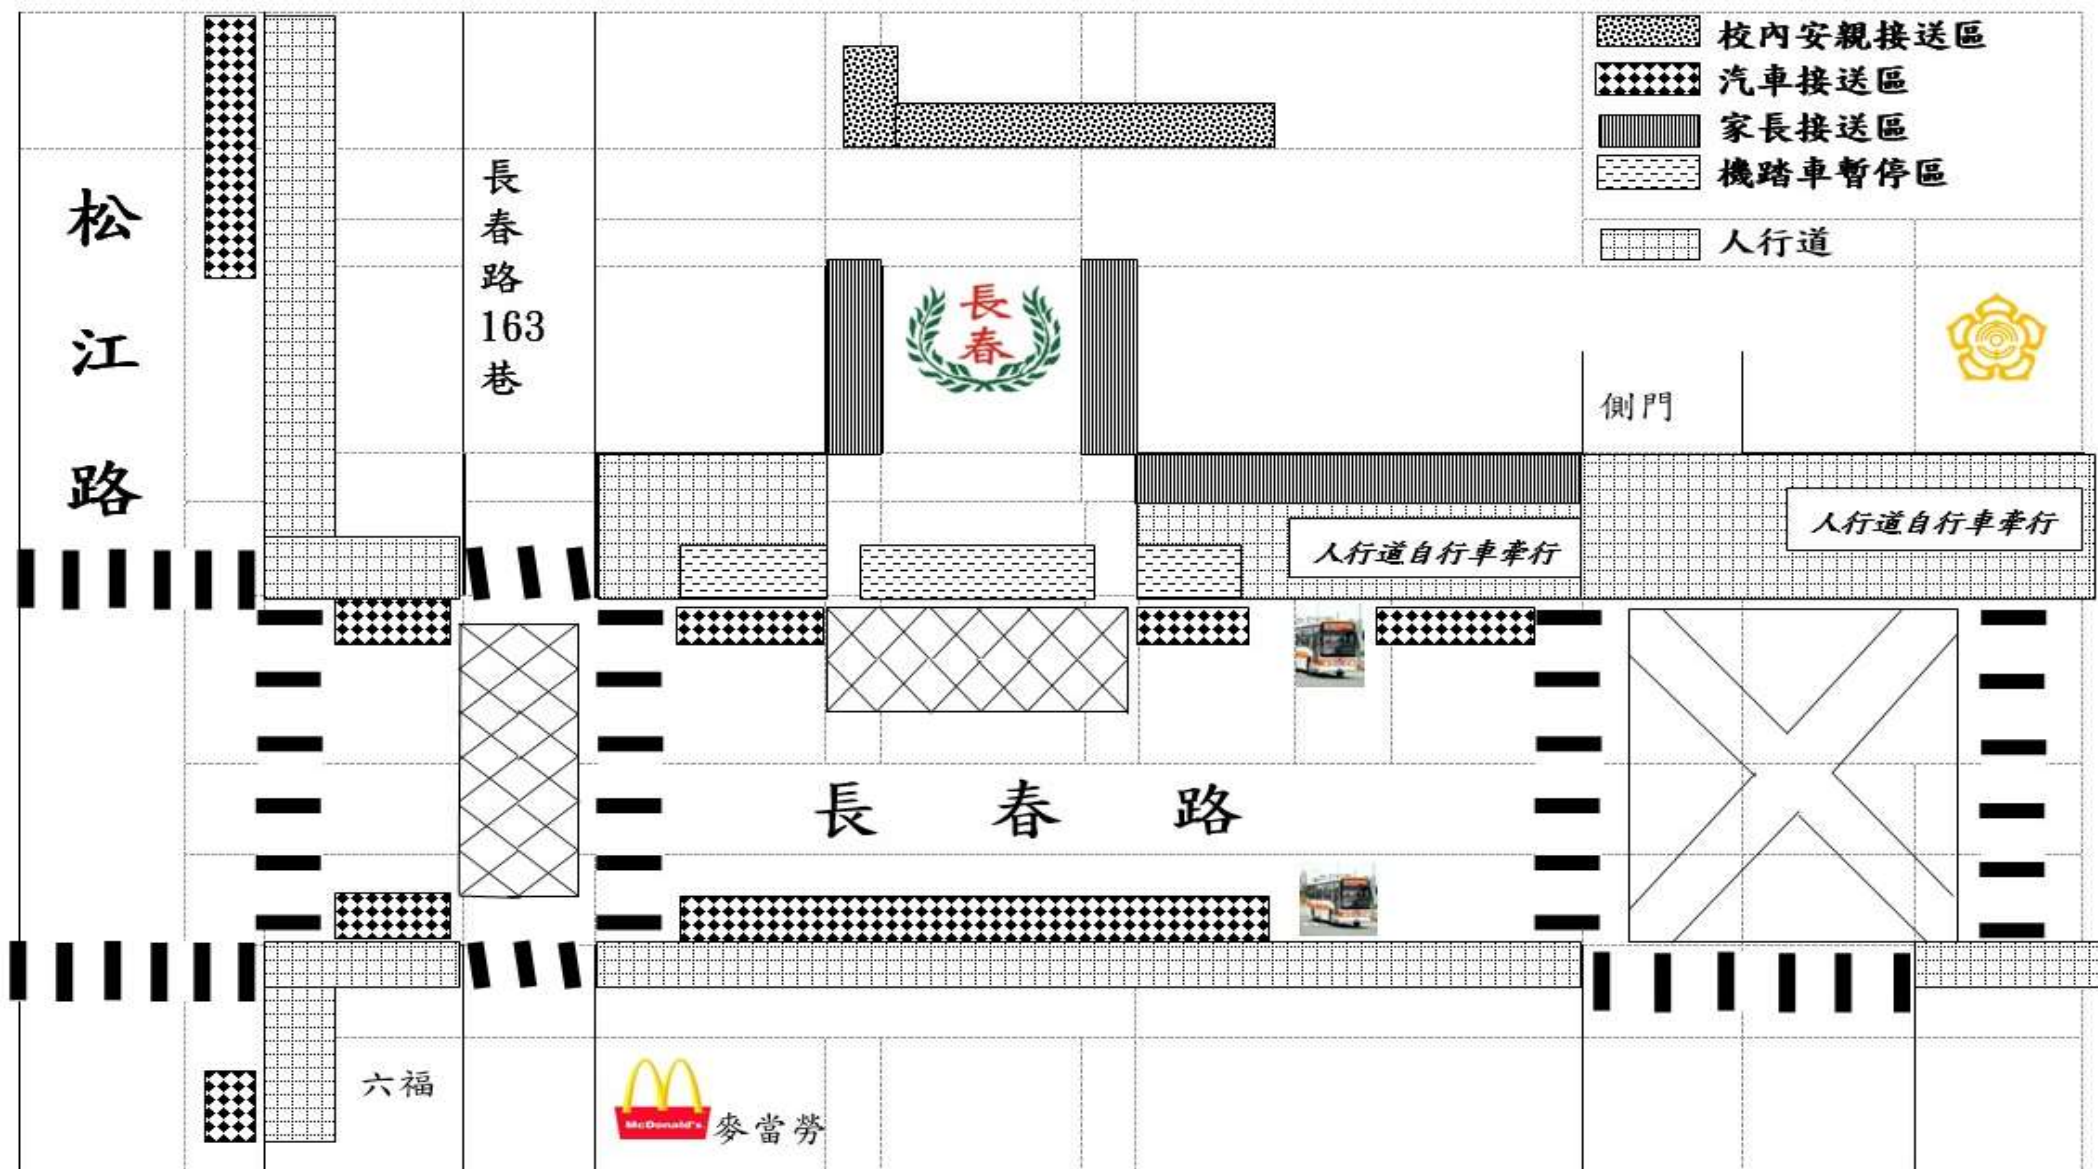 校內安親接送區
汽車接送區
家長接送區
機踏車暫停區
人行道
松江路
長春路163巷
長春
側門
人行道自行車牽行
人行道自行車牽行
長春路
六福
McDonald's
麥當勞